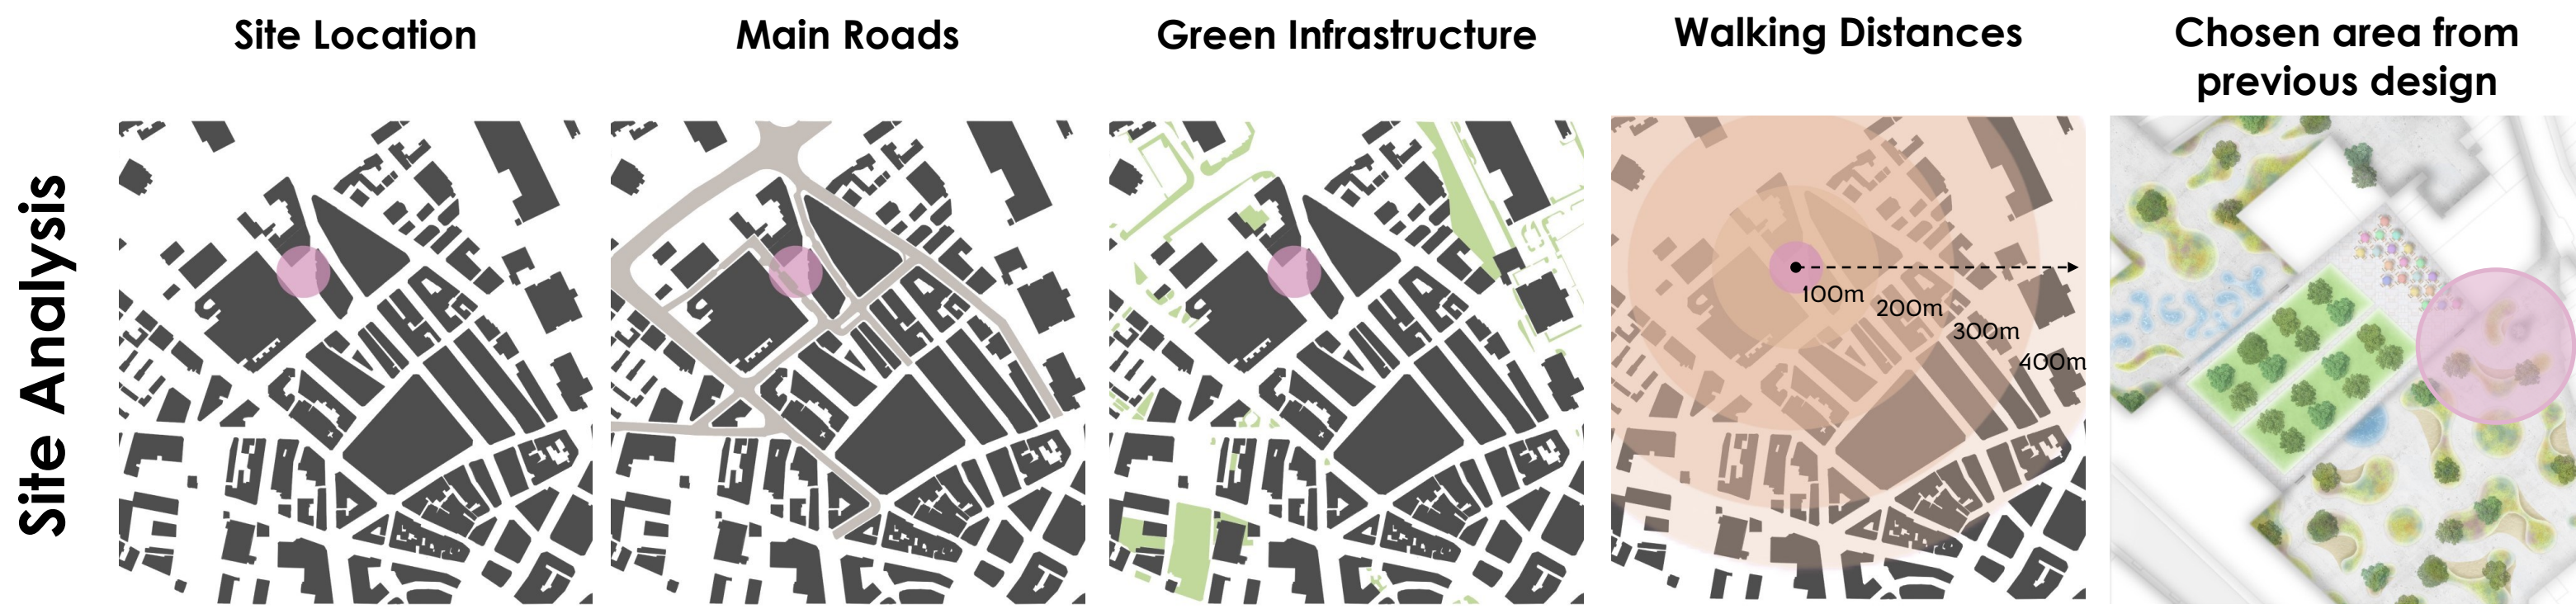 Site Analysis
Site Location
Main Roads
Green Infrastructure
Walking Distances
100m
200m
300m
400m
Chosen area from
previous design